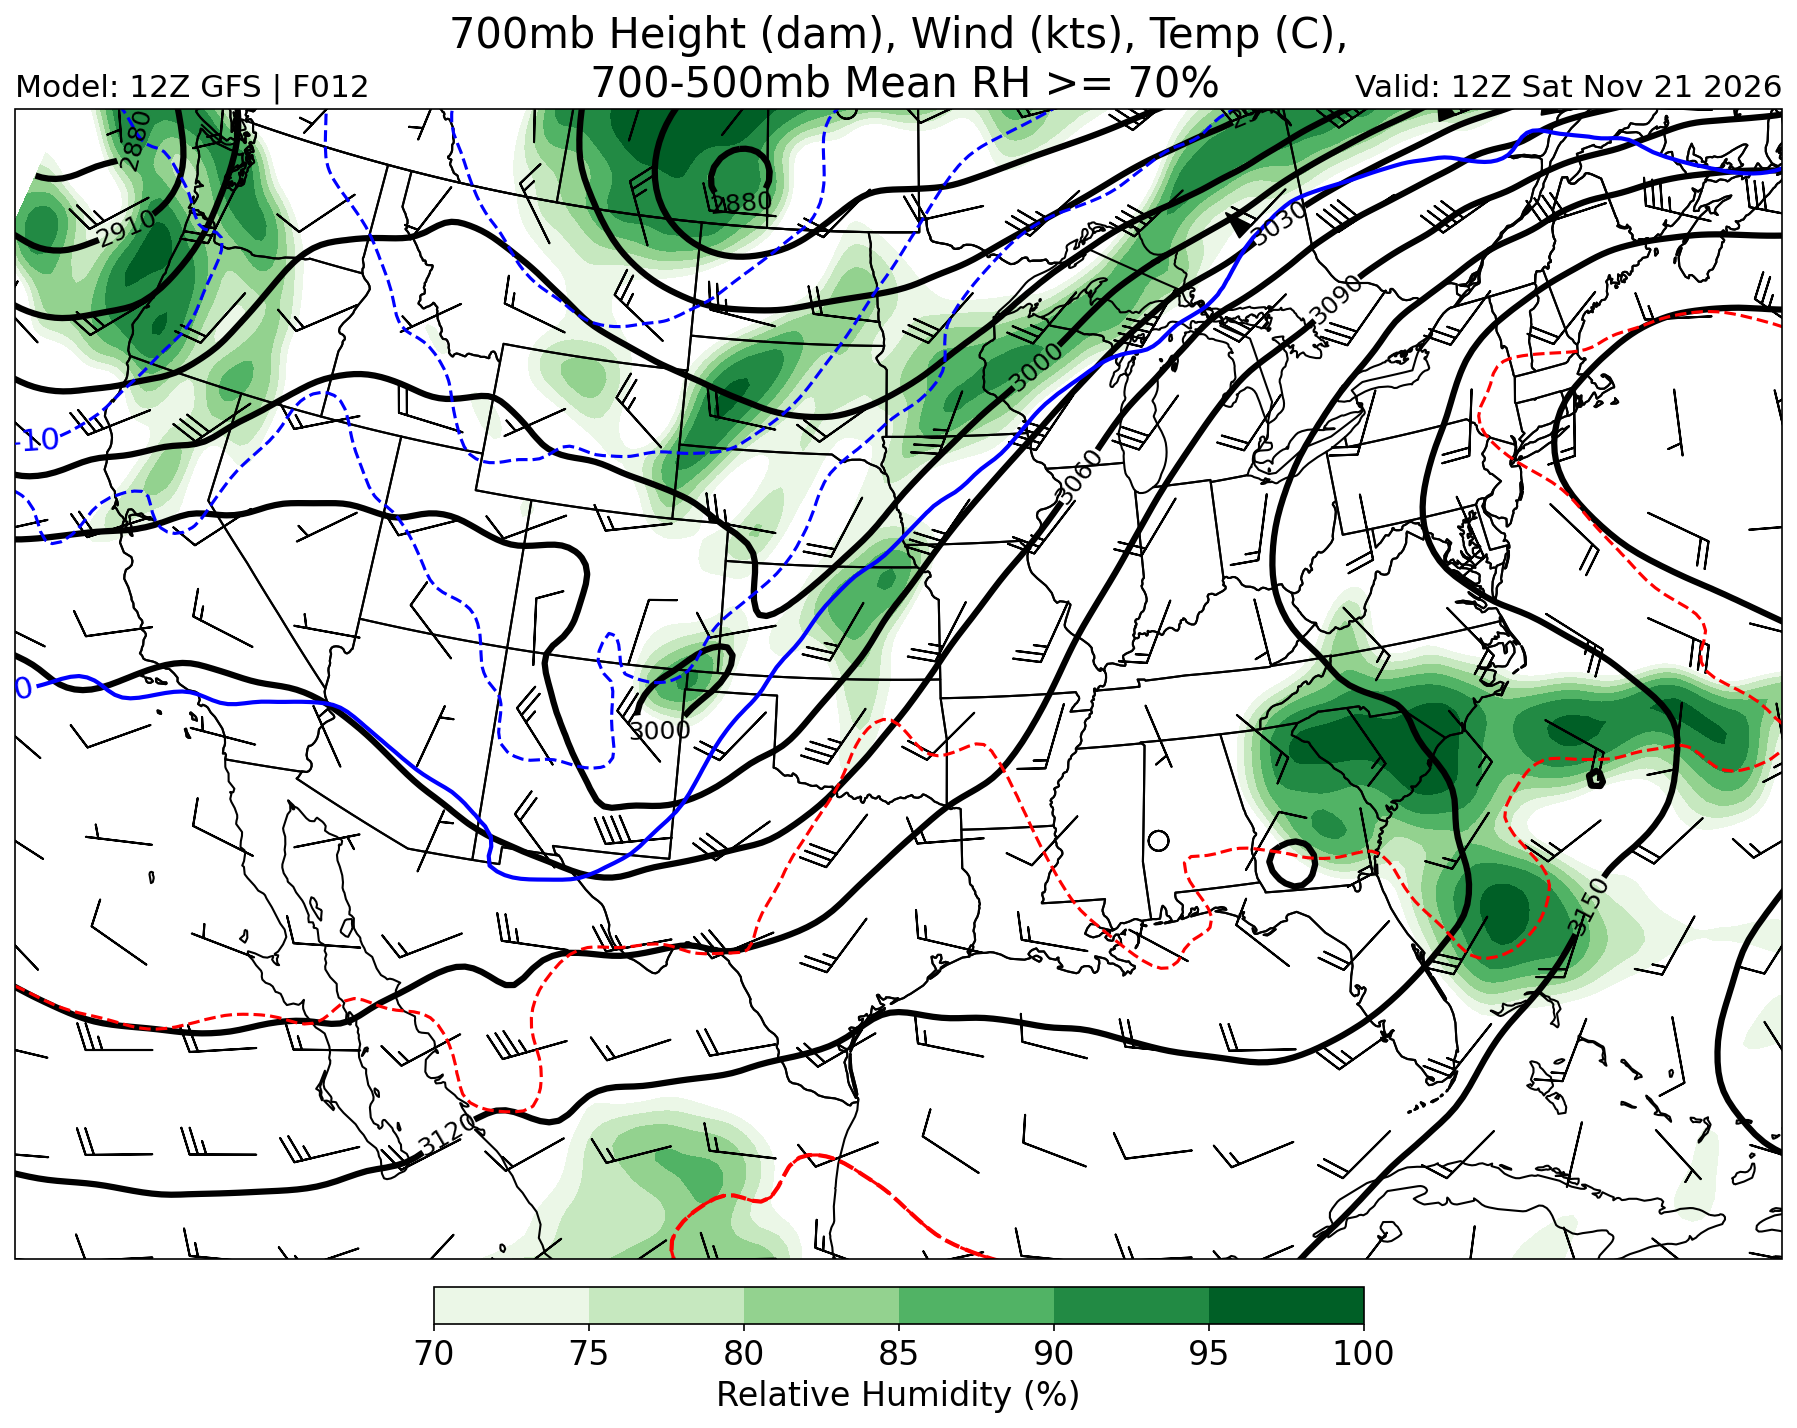 700mb Height (dam), Wind (kts), Temp (C),
Model: 12Z GFS | F012
700-500mb Mean RH >= 70%
Valid: 12Z Sat Nov 21 2026
2880
2910
2880
3030
3090
3000
-10
3060
0
3000
3150
3120
70 75 80 85 90 95 100
Relative Humidity (%)